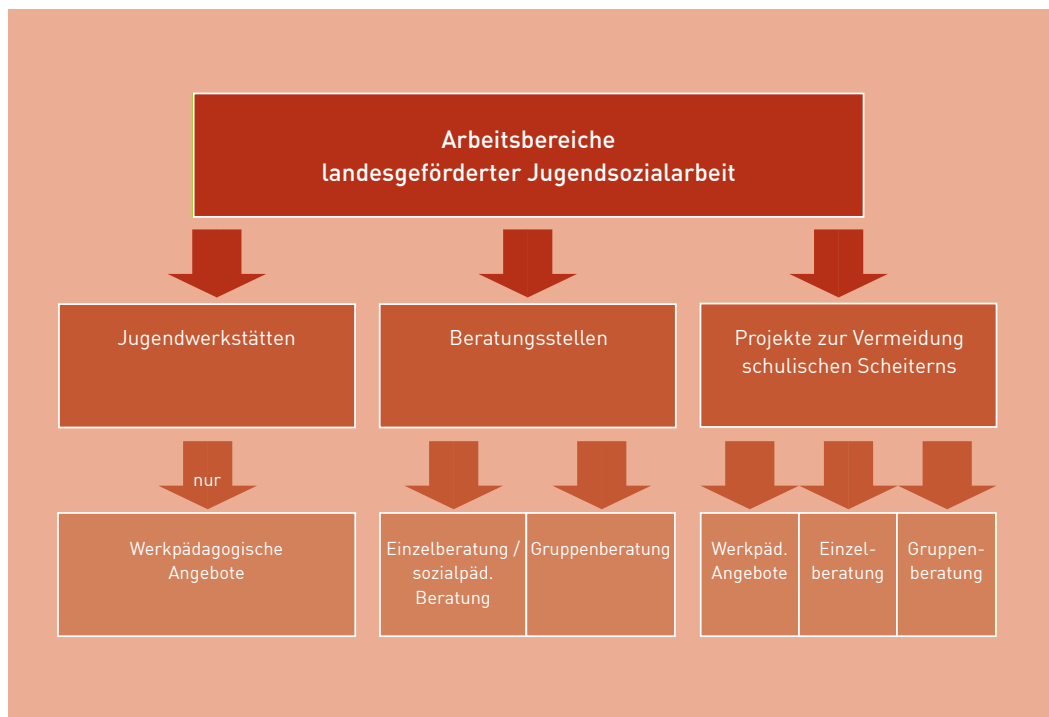 Arbeitsbereiche
landesgeförderter Jugendsozialarbeit
Jugendwerkstätten
Beratungsstellen
Projekte zur Vermeidung
schulischen Scheiterns
nur
Werkpädagogische
Angebote
Einzelberatung /
sozialpäd.
Beratung
Gruppenberatung
Werkpäd.
Angebote
Einzel-
beratung
Gruppen-
beratung